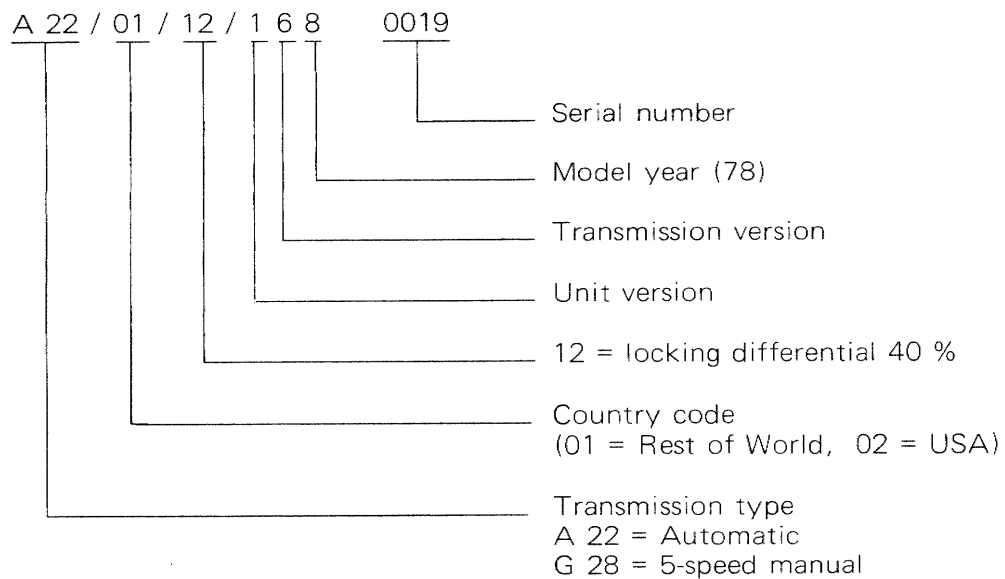 A 22 / 01 / 12 / 1 6 8 0019
Serial number
Model year (78)
Transmission version
Unit version
12 = locking differential 40 %
Country code
(01 = Rest of World, 02 = USA)
Transmission type
A 22 = Automatic
G 28 = 5-speed manual